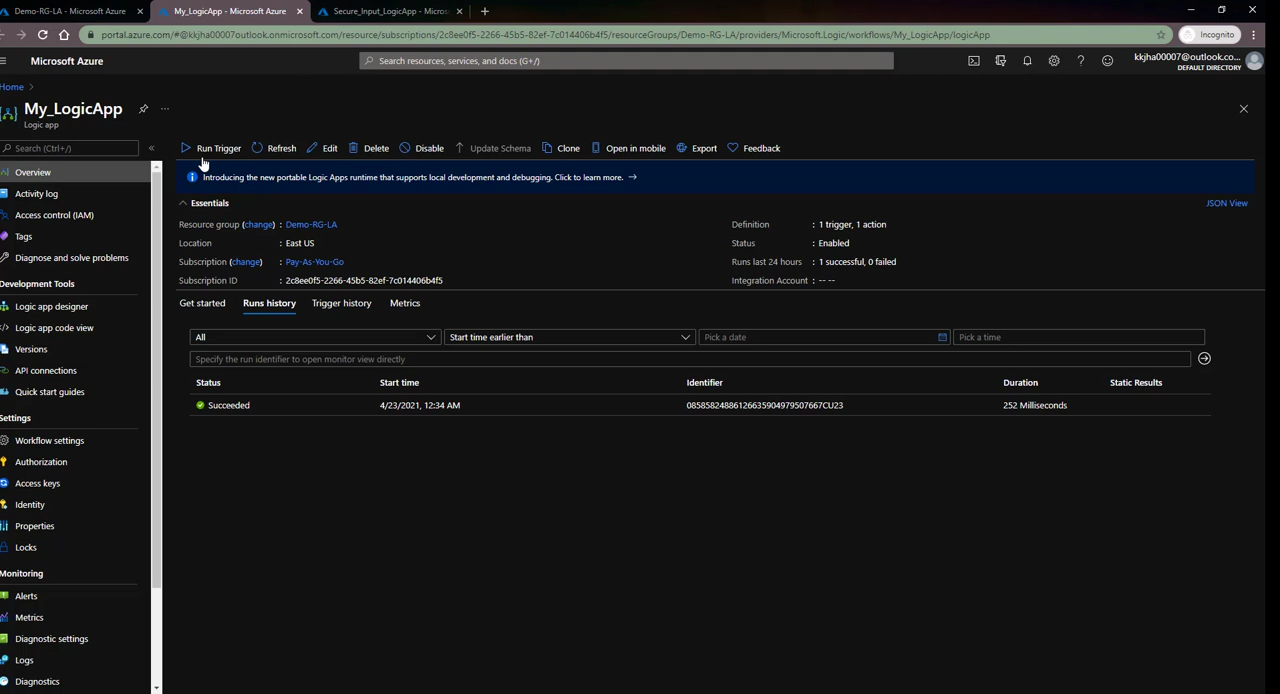 Demo-RG-LA - Microsoft Azure
My_LogicApp - Microsoft Azure
Secure_Input_LogicApp - Micros
portal.azure.com/#@kkjha00007outlook.onmicrosoft.com/resource/subscriptions/2c8ee0f5-2266-45b5-82ef-7c014406b4f5/resourceGroups/Demo-RG-LA/providers/Microsoft.Logic/workflows/My_LogicApp/logicApp
Incognito
Microsoft Azure
Search resources, services, and docs (G+/)
kkjha00007@outlook.co...
DEFAULT DIRECTORY
Home
My_LogicApp
Logic app
Search (Ctrl+/)
Run Trigger
Refresh
Edit
Delete
Disable
Update Schema
Clone
Open in mobile
Export
Feedback
Introducing the new portable Logic Apps runtime that supports local development and debugging. Click to learn more.
Overview
Activity log
Access control (IAM)
Tags
Diagnose and solve problems
Development Tools
Logic app designer
Logic app code view
Versions
API connections
Quick start guides
Settings
Workflow settings
Authorization
Access keys
Identity
Properties
Locks
Monitoring
Alerts
Metrics
Diagnostic settings
Logs
Diagnostics
Essentials
JSON View
Resource group (change) : Demo-RG-LA
Location : East US
Subscription (change) : Pay-As-You-Go
Subscription ID : 2c8ee0f5-2266-45b5-82ef-7c014406b4f5
Definition : 1 trigger, 1 action
Status : Enabled
Runs last 24 hours : 1 successful, 0 failed
Integration Account : -- --
Get started
Runs history
Trigger history
Metrics
All
Start time earlier than
Pick a date
Pick a time
Specify the run identifier to open monitor view directly
Status Start time Identifier Duration Static Results
Succeeded 4/23/2021, 12:34 AM 08585824886126635904979507667CU23 252 Milliseconds